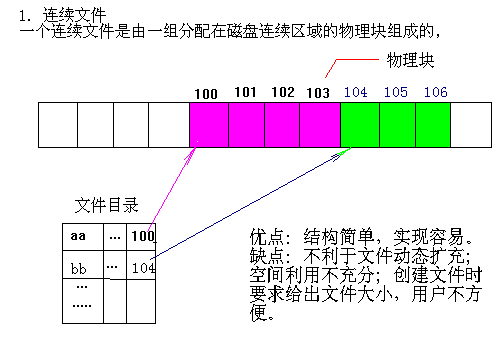 1. 连续文件
一个连续文件是由一组分配在磁盘连续区域的物理块组成的，
物理块
100 101 102 103 104 105 106
文件目录
aa … 100
bb … 104
…
.....
优点：结构简单，实现容易。
缺点：不利于文件动态扩充；
空间利用不充分；创建文件时
要求给出文件大小，用户不方
便。